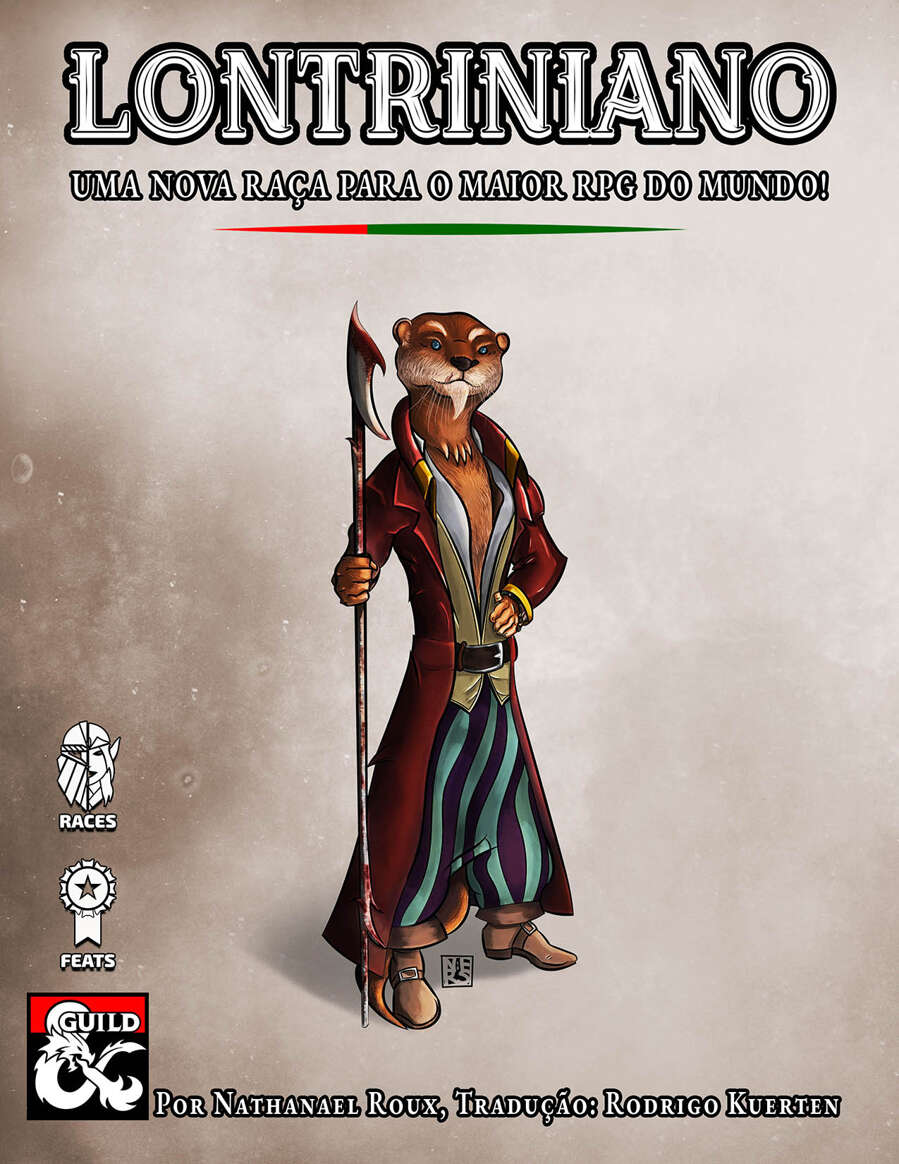 LONTRINIANO
UMA NOVA RAÇA PARA O MAIOR RPG DO MUNDO!
RACES
FEATS
GUILD
POR NATHANAEL ROUX, TRADUÇÃO: RODRIGO KUERTEN